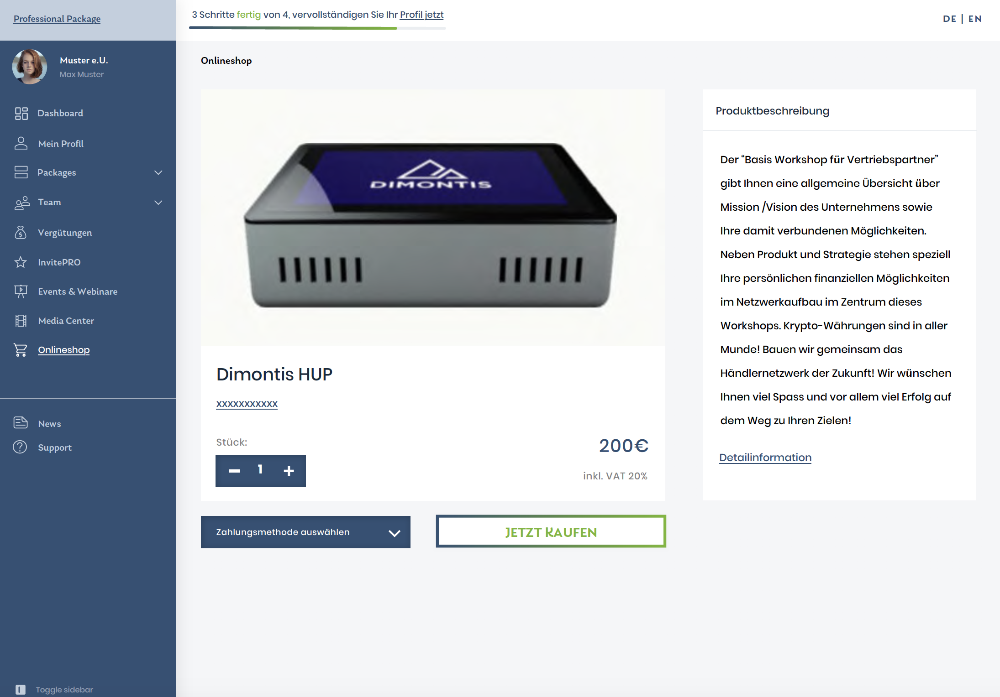 Professional Package
3 Schritte fertig von 4, vervollständigen Sie Ihr Profil jetzt
DE | EN
Muster e.U.
Max Muster
Dashboard
Mein Profil
Packages
Team
Vergütungen
InvitePRO
Events & Webinare
Media Center
Onlineshop
News
Support
Toggle sidebar
Onlineshop
DIMONTIS
Dimontis HUP
xxxxxxxxxxx
Stück:
1
200€
inkl. VAT 20%
Zahlungsmethode auswählen
JETZT KAUFEN
Produktbeschreibung
Der “Basis Workshop für Vertriebspartner”
gibt Ihnen eine allgemeine Übersicht über
Mission /Vision des Unternehmens sowie
Ihre damit verbundenen Möglichkeiten.
Neben Produkt und Strategie stehen speziell
Ihre persönlichen finanziellen Möglichkeiten
im Netzwerkaufbau im Zentrum dieses
Workshops. Krypto-Währungen sind in aller
Munde! Bauen wir gemeinsam das
Händlernetzwerk der Zukunft! Wir wünschen
Ihnen viel Spass und vor allem viel Erfolg auf
dem Weg zu Ihren Zielen!
Detailinformation